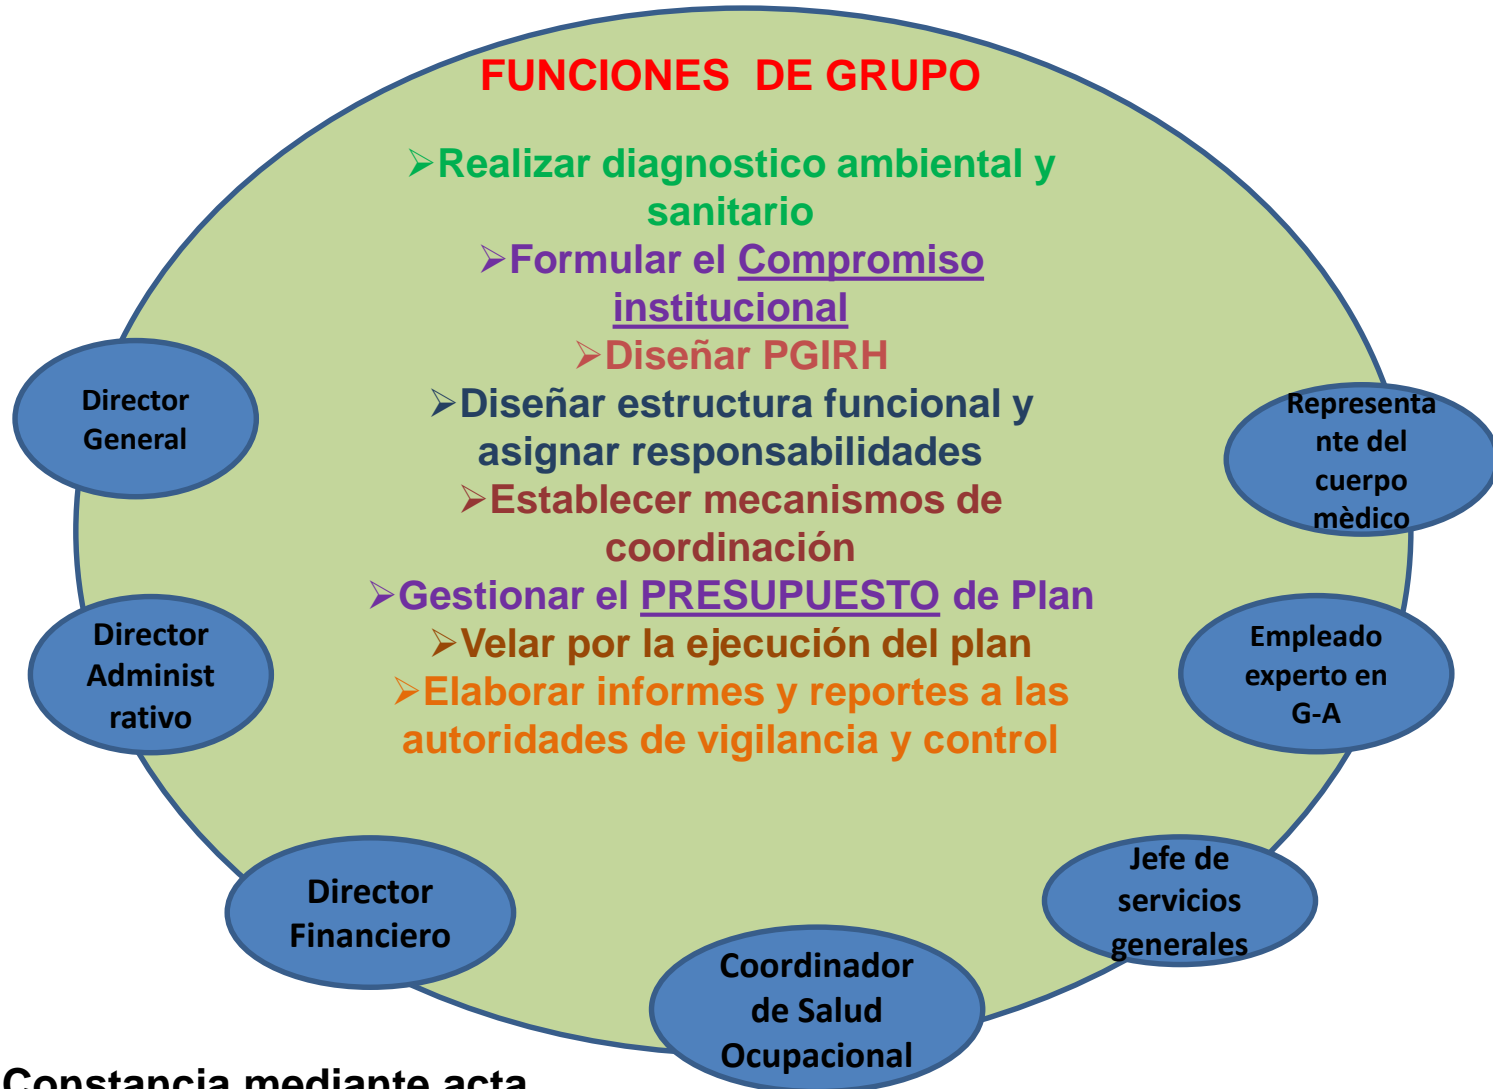 FUNCIONES DE GRUPO
➢Realizar diagnostico ambiental y
sanitario
➢Formular el Compromiso
institucional
➢Diseñar PGIRH
➢Diseñar estructura funcional y
asignar responsabilidades
➢Establecer mecanismos de
coordinación
➢Gestionar el PRESUPUESTO de Plan
➢Velar por la ejecución del plan
➢Elaborar informes y reportes a las
autoridades de vigilancia y control
Director
General
Director
Administ
rativo
Director
Financiero
Coordinador
de Salud
Ocupacional
Jefe de
servicios
generales
Empleado
experto en
G-A
Representa
nte del
cuerpo
mèdico
Constancia mediante acta